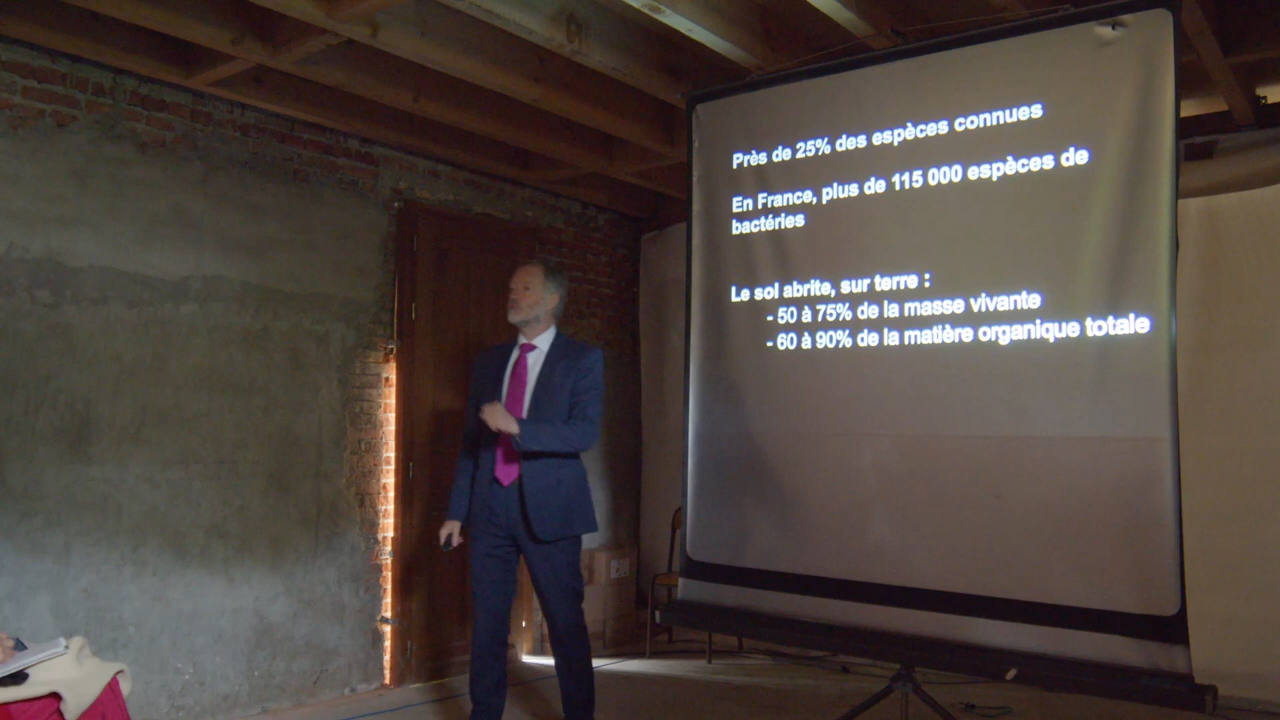 Près de 25% des espèces connues
En France, plus de 115 000 espèces de
bactéries
Le sol abrite, sur terre :
- 50 à 75% de la masse vivante
- 60 à 90% de la matière organique totale